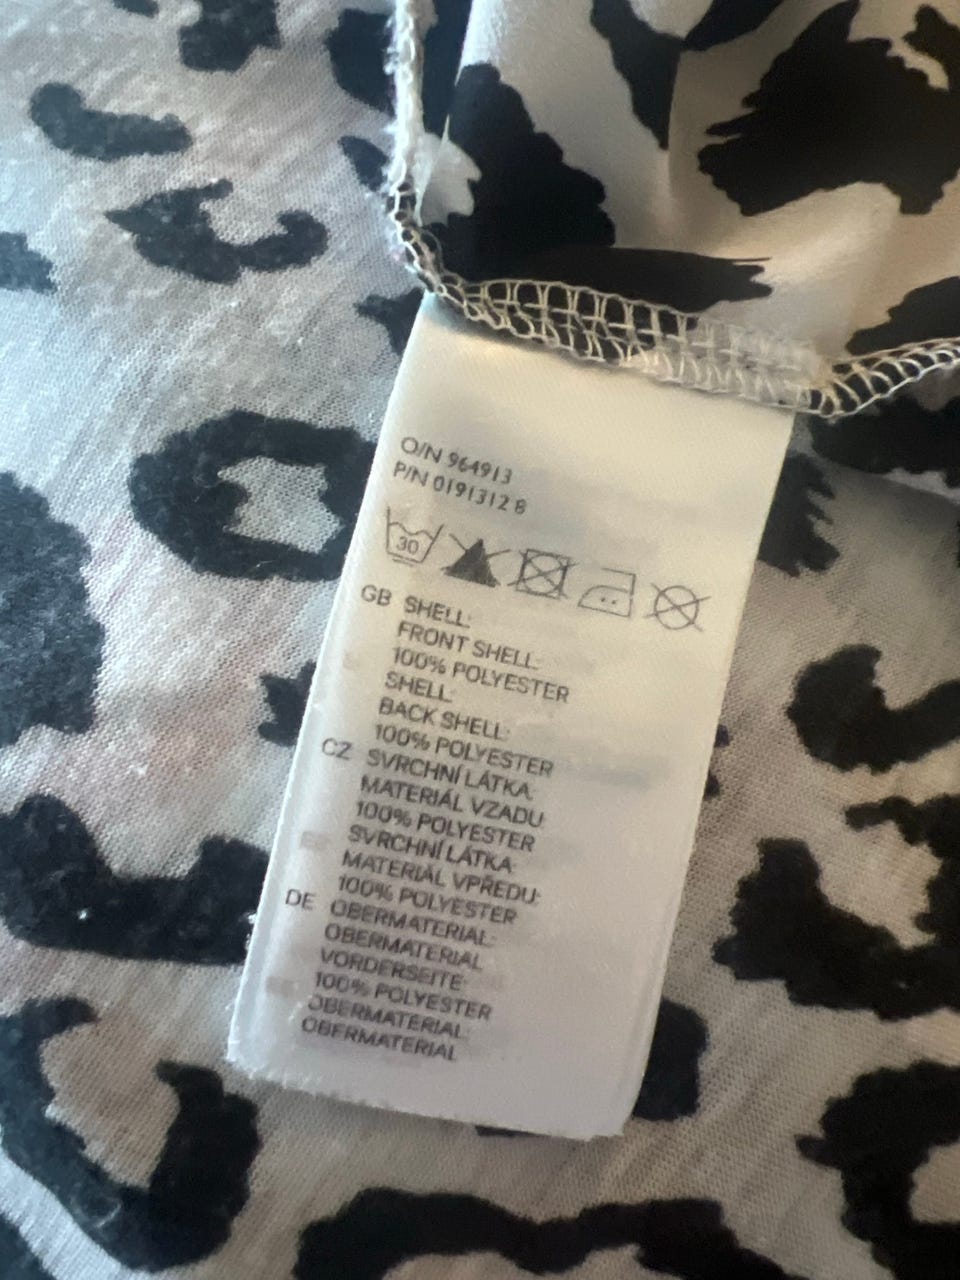 O/N 964913
P/N 0191312 8
30
GB SHELL:
FRONT SHELL:
100% POLYESTER
SHELL:
BACK SHELL:
100% POLYESTER
CZ SVRCHNÍ LÁTKA:
MATERIÁL VZADU:
100% POLYESTER
SVRCHNÍ LÁTKA:
MATERIÁL VPŘEDU:
100% POLYESTER
DE OBERMATERIAL:
OBERMATERIAL
VORDERSEITE:
100% POLYESTER
OBERMATERIAL:
OBERMATERIAL